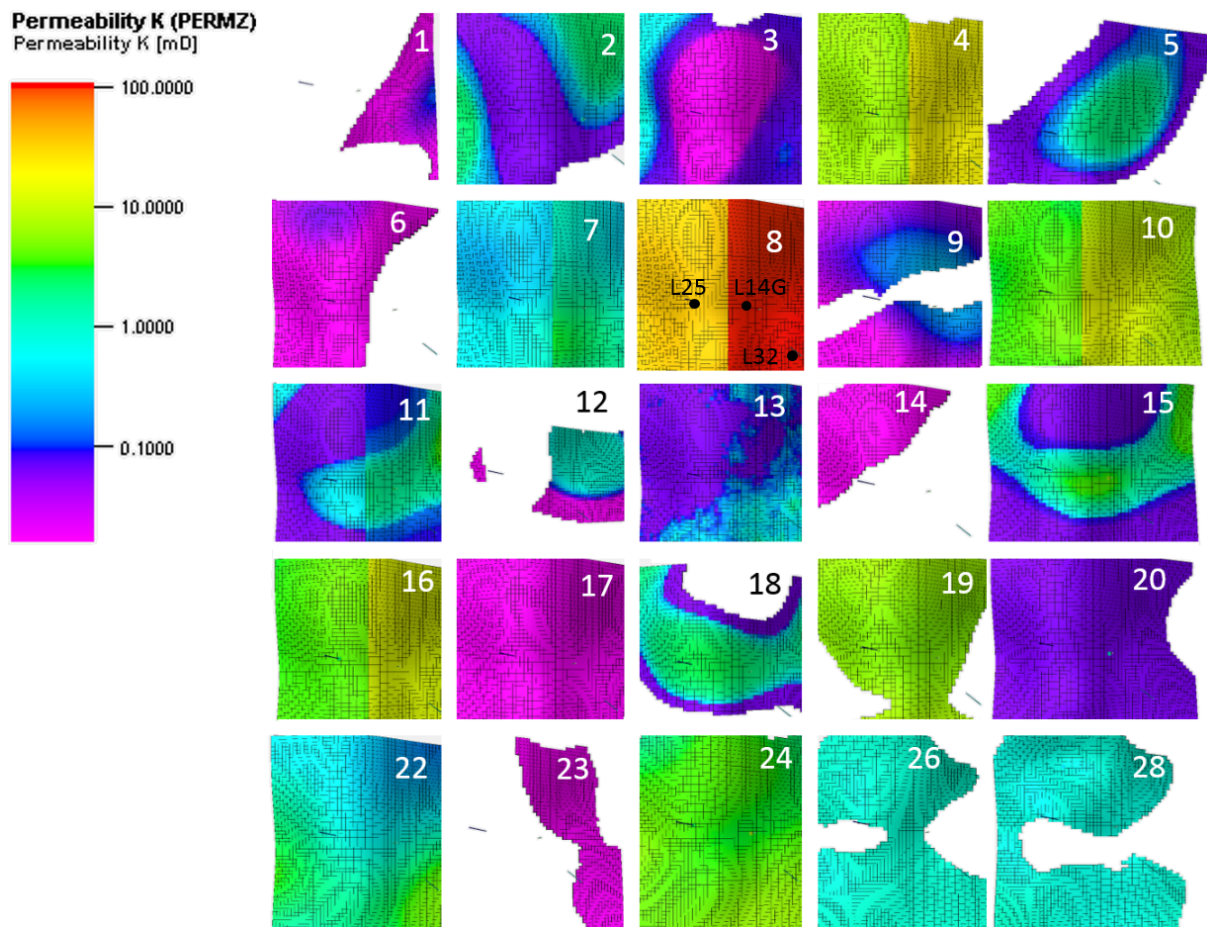 Permeability K (PERMZ)
Permeability K [mD]
100.0000
10.0000
1.0000
0.1000
1 2 3 4 5
6 7 8 9 10
L25 L14G
L32
11 12 13 14 15
16 17 18 19 20
22 23 24 26 28